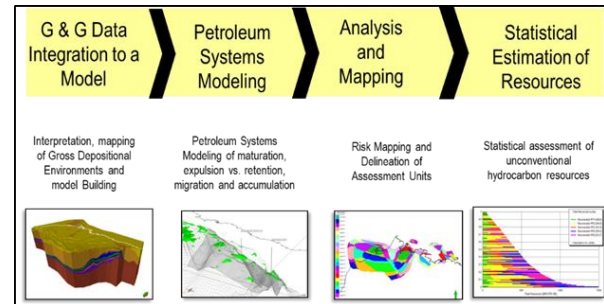 G & G Data
Integration to a
Model
Petroleum
Systems
Modeling
Analysis
and
Mapping
Statistical
Estimation of
Resources
Interpretation, mapping
of Gross Depositional
Environments and
model Building
Petroleum Systems
Modeling of maturation,
expulsion vs. retention,
migration and accumulation
Risk Mapping and
Delineation of
Assessment Units
Statistical assessment of
unconventional
hydrocarbon resources